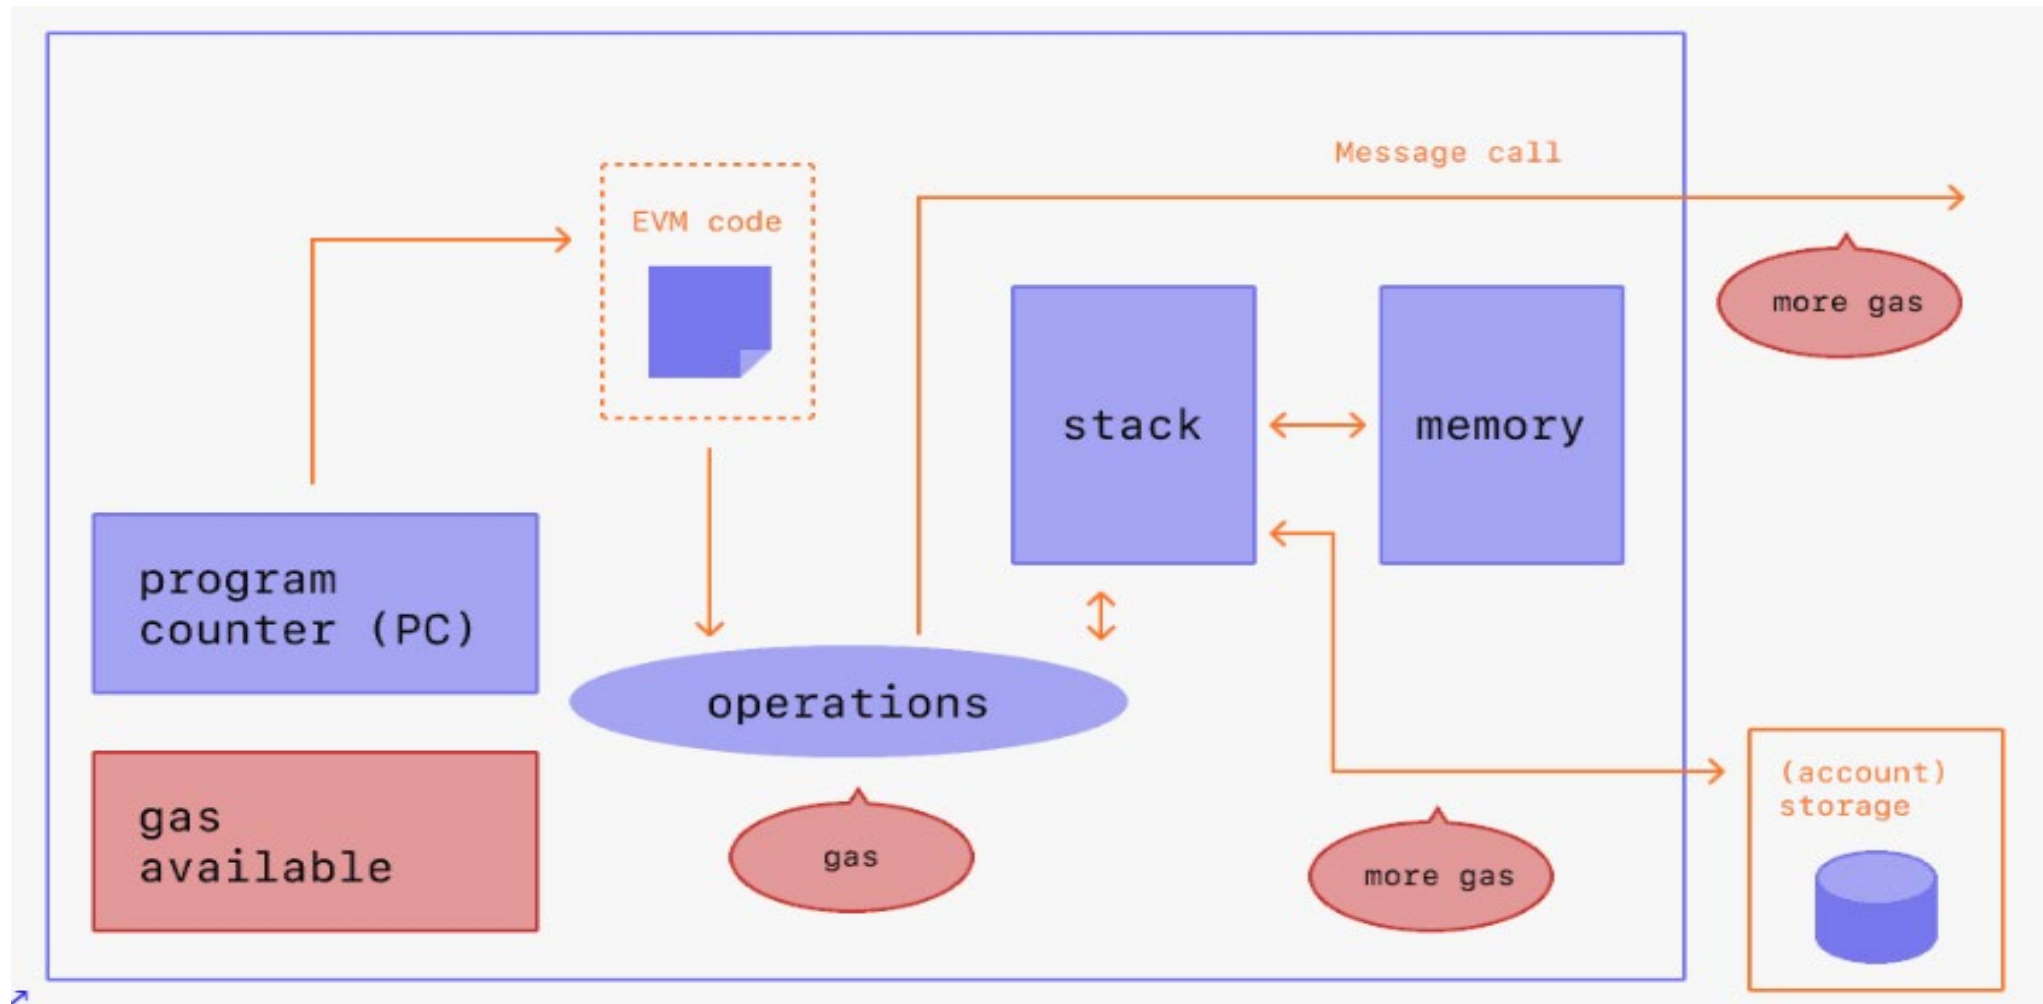 Message call
EVM code
more gas
stack
memory
program
counter (PC)
operations
(account)
storage
gas
available
gas
more gas